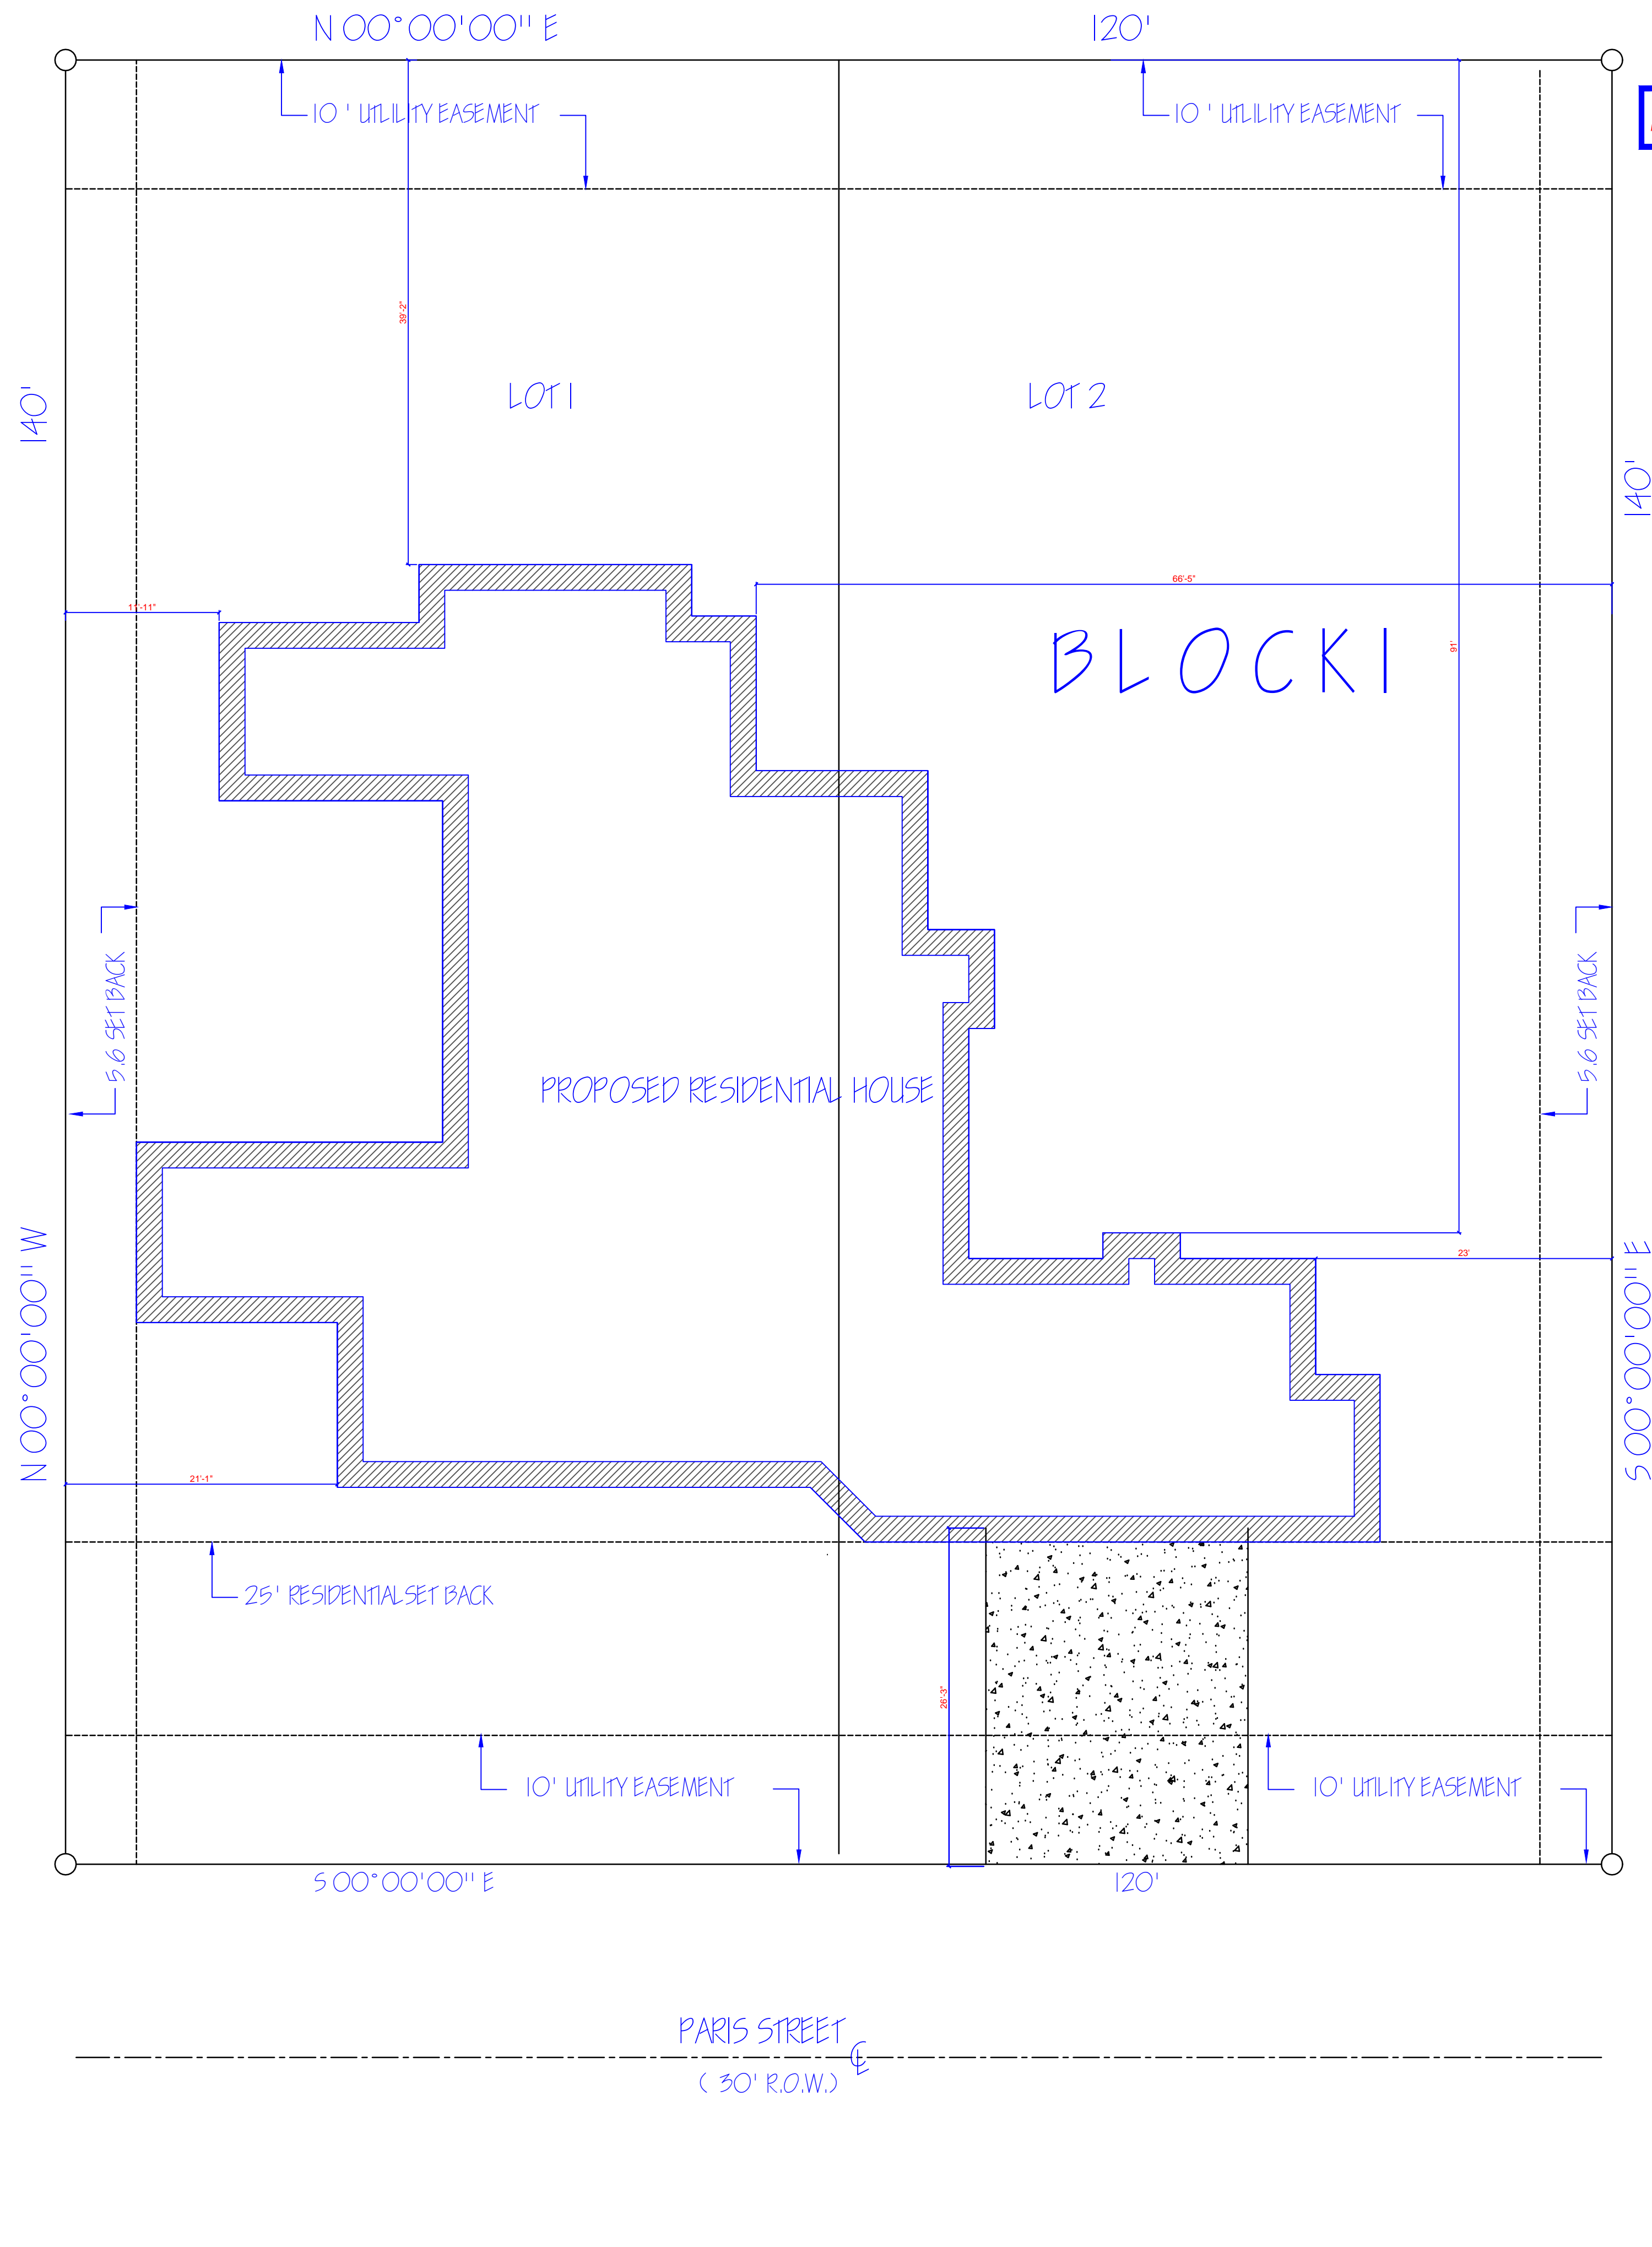 N 00°00'00" E
120'
10 ' UTLILITY EASEMENT
10 ' UTLILITY EASEMENT
39'-2"
140'
LOT 1
LOT 2
140'
66'-5"
11'-11"
91'
BLOCK 1
5.6 SET BACK
5.6 SET BACK
PROPOSED RESIDENTIAL HOUSE
N 00°00'00" W
23'
S 00°00'00" E
21'-1"
25' RESIDENTIAL SET BACK
26'-3"
10' UTILITY EASEMENT
10' UTILITY EASEMENT
S 00°00'00" E
120'
PARIS STREET
℄
( 30' R.O.W.)